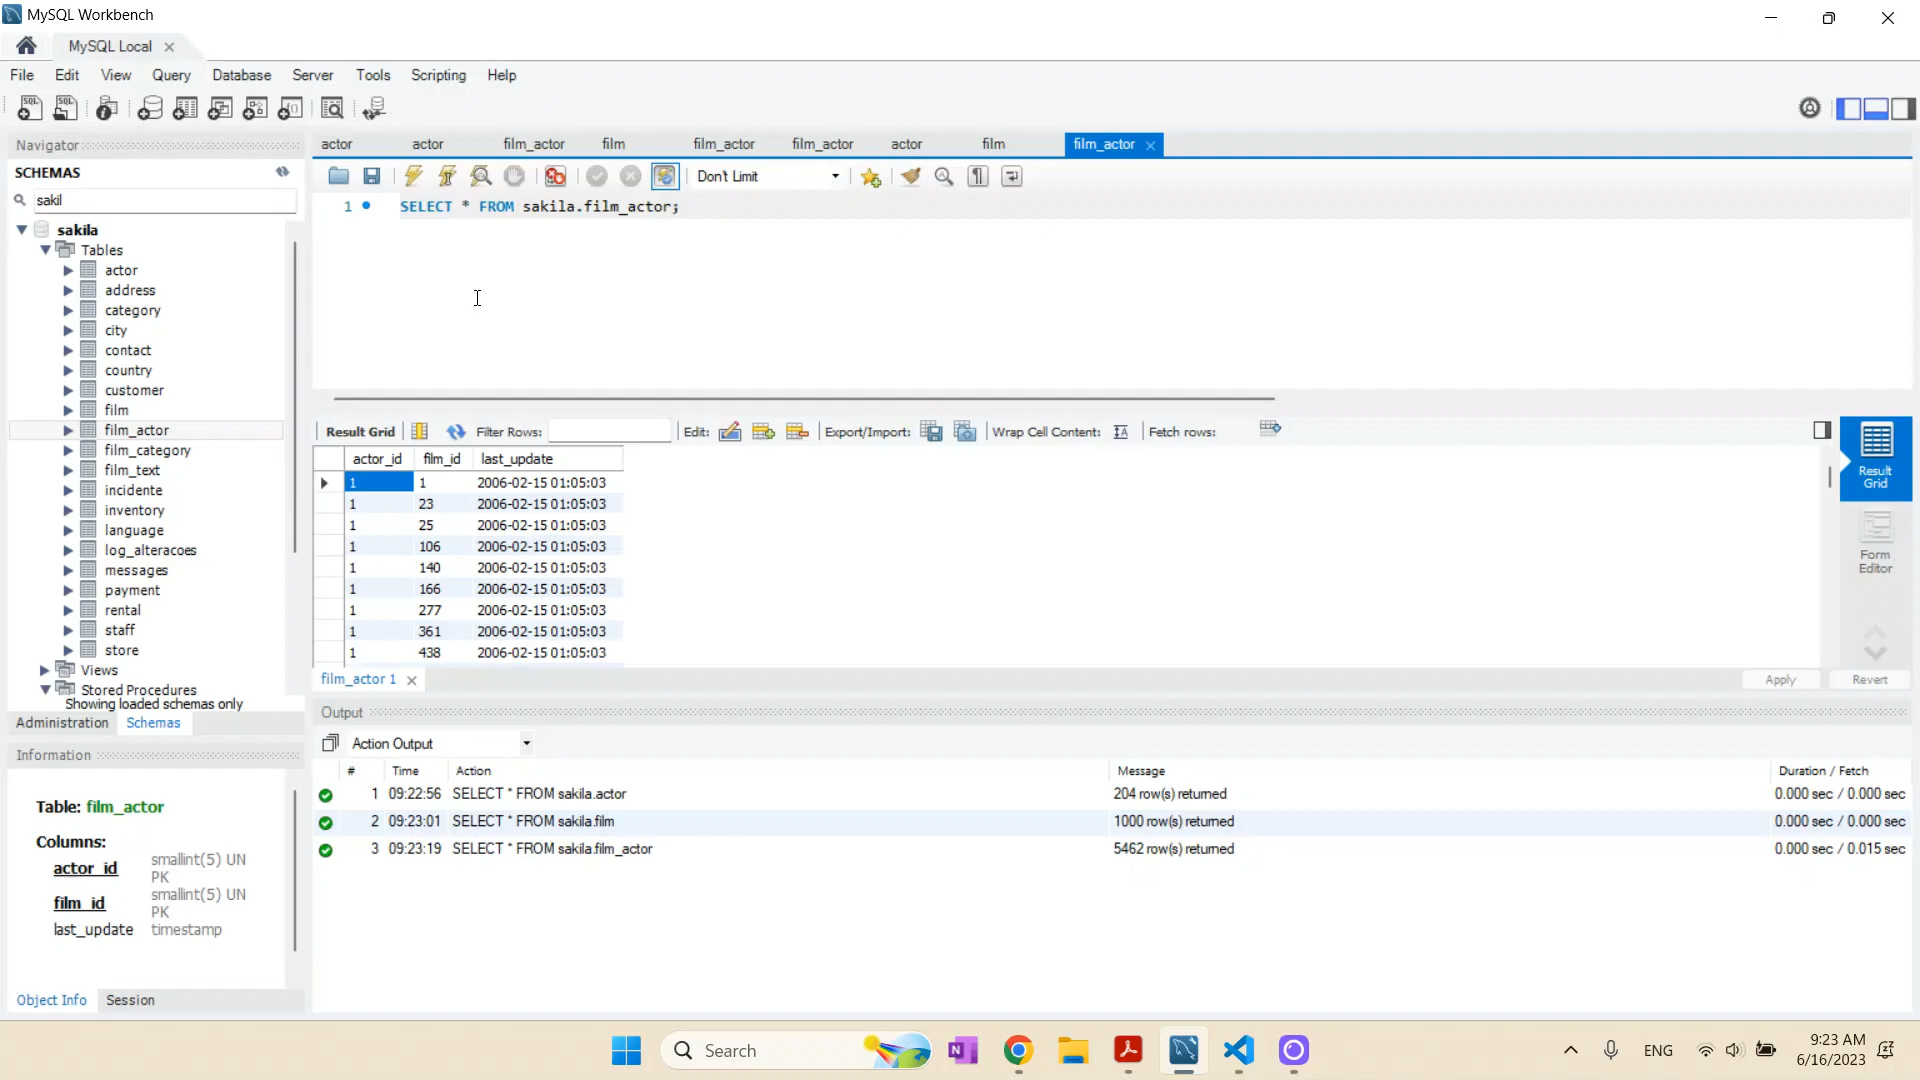 MySQL Workbench
MySQL Local
File Edit View Query Database Server Tools Scripting Help
Navigator
SCHEMAS
sakil
sakila
Tables
actor
address
category
city
contact
country
customer
film
film_actor
film_category
film_text
incidente
inventory
language
log_alteracoes
messages
payment
rental
staff
store
Views
Stored Procedures
Showing loaded schemas only
Administration Schemas
Information
Table: film_actor
Columns:
actor_id smallint(5) UN PK
film_id smallint(5) UN PK
last_update timestamp
Object Info Session
actor actor film_actor film film_actor film_actor actor film film_actor
Don't Limit
1 SELECT * FROM sakila.film_actor;
Result Grid Filter Rows: Edit: Export/Import: Wrap Cell Content: Fetch rows:
actor_id film_id last_update
1 1 2006-02-15 01:05:03
1 23 2006-02-15 01:05:03
1 25 2006-02-15 01:05:03
1 106 2006-02-15 01:05:03
1 140 2006-02-15 01:05:03
1 166 2006-02-15 01:05:03
1 277 2006-02-15 01:05:03
1 361 2006-02-15 01:05:03
1 438 2006-02-15 01:05:03
Result
Grid
Form
Editor
film_actor 1 Apply Revert
Output
Action Output
# Time Action Message Duration / Fetch
1 09:22:56 SELECT * FROM sakila.actor 204 row(s) returned 0.000 sec / 0.000 sec
2 09:23:01 SELECT * FROM sakila.film 1000 row(s) returned 0.000 sec / 0.000 sec
3 09:23:19 SELECT * FROM sakila.film_actor 5462 row(s) returned 0.000 sec / 0.015 sec
Search ENG
9:23 AM
6/16/2023